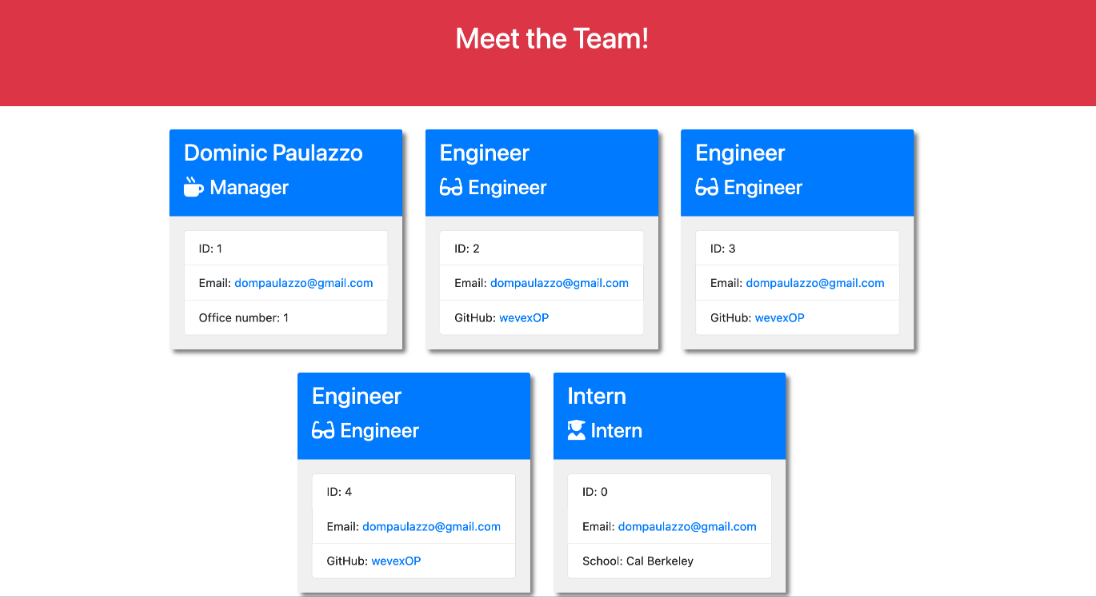 Meet the Team!
Dominic Paulazzo
Manager
ID: 1
Email: dompaulazzo@gmail.com
Office number: 1
Engineer
Engineer
ID: 2
Email: dompaulazzo@gmail.com
GitHub: wevexOP
Engineer
Engineer
ID: 3
Email: dompaulazzo@gmail.com
GitHub: wevexOP
Engineer
Engineer
ID: 4
Email: dompaulazzo@gmail.com
GitHub: wevexOP
Intern
Intern
ID: 0
Email: dompaulazzo@gmail.com
School: Cal Berkeley